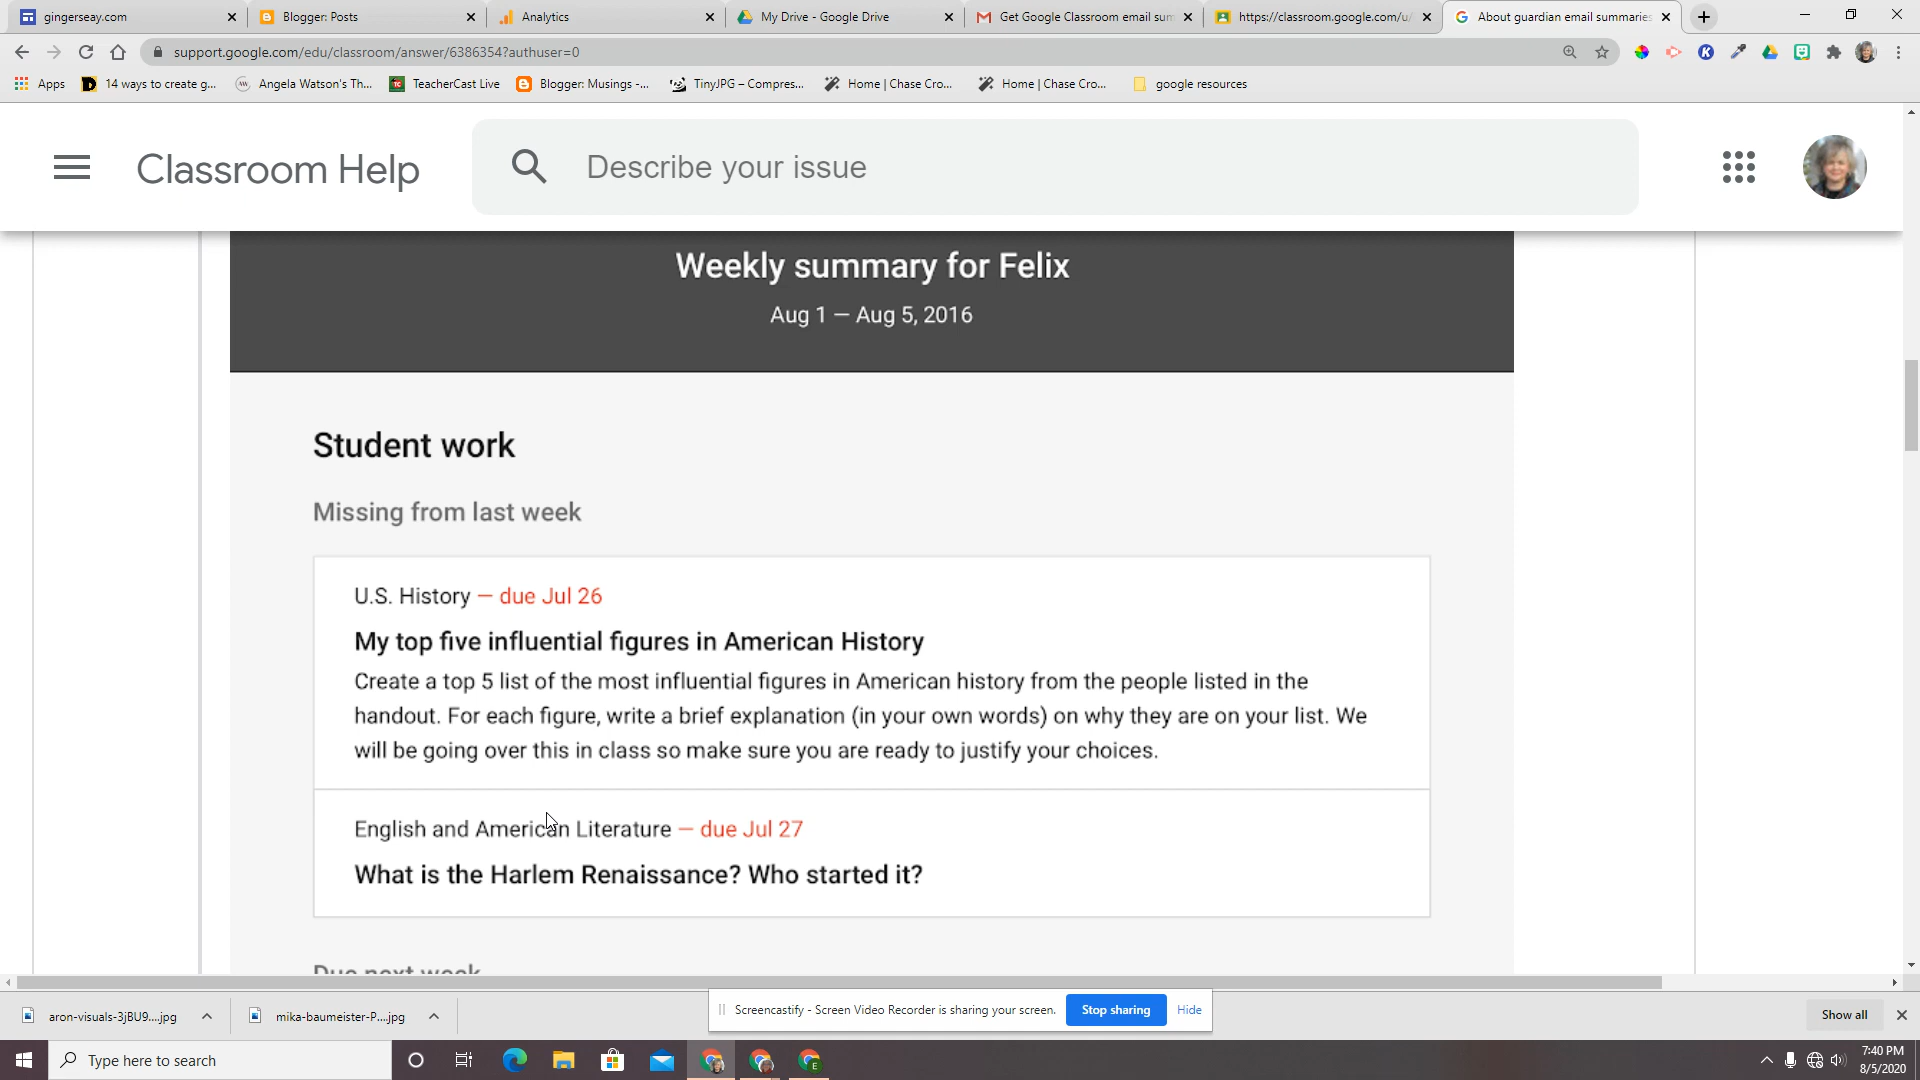 gingerseay.com
Blogger: Posts
Analytics
My Drive - Google Drive
Get Google Classroom email sum
https://classroom.google.com/u/
About guardian email summaries
support.google.com/edu/classroom/answer/6386354?authuser=0
Apps
14 ways to create g...
Angela Watson's Th...
TeacherCast Live
Blogger: Musings -...
TinyJPG – Compres...
Home | Chase Cro...
Home | Chase Cro...
google resources
Classroom Help
Describe your issue
Weekly summary for Felix
Aug 1 — Aug 5, 2016
Student work
Missing from last week
U.S. History — due Jul 26
My top five influential figures in American History
Create a top 5 list of the most influential figures in American history from the people listed in the
handout. For each figure, write a brief explanation (in your own words) on why they are on your list. We
will be going over this in class so make sure you are ready to justify your choices.
English and American Literature — due Jul 27
What is the Harlem Renaissance? Who started it?
Due next week
aron-visuals-3jBU9....jpg
mika-baumeister-P....jpg
Screencastify - Screen Video Recorder is sharing your screen.
Stop sharing
Hide
Show all
Type here to search
7:40 PM
8/5/2020